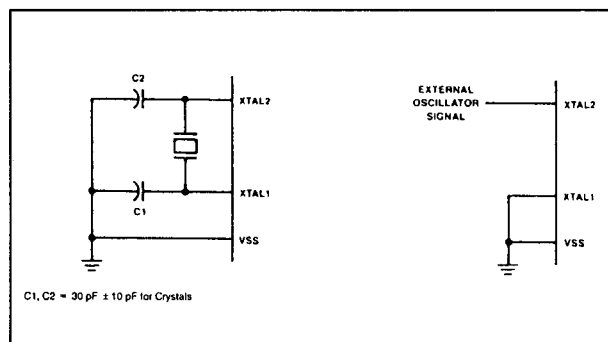 C2
XTAL2
XTAL1
C1
VSS
C1, C2 = 30 pF ± 10 pF for Crystals
EXTERNAL
OSCILLATOR
SIGNAL
XTAL2
XTAL1
VSS